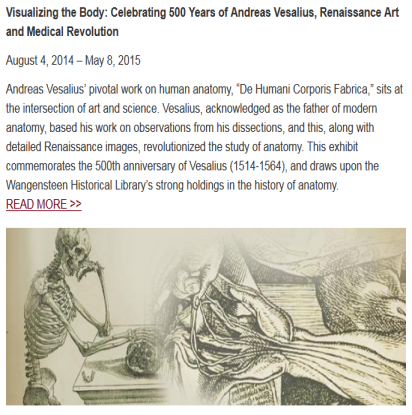 Visualizing the Body: Celebrating 500 Years of Andreas Vesalius, Renaissance Art
and Medical Revolution
August 4, 2014 – May 8, 2015
Andreas Vesalius’ pivotal work on human anatomy, “De Humani Corporis Fabrica,” sits at
the intersection of art and science. Vesalius, acknowledged as the father of modern
anatomy, based his work on observations from his dissections, and this, along with
detailed Renaissance images, revolutionized the study of anatomy. This exhibit
commemorates the 500th anniversary of Vesalius (1514-1564), and draws upon the
Wangensteen Historical Library’s strong holdings in the history of anatomy.
READ MORE >>